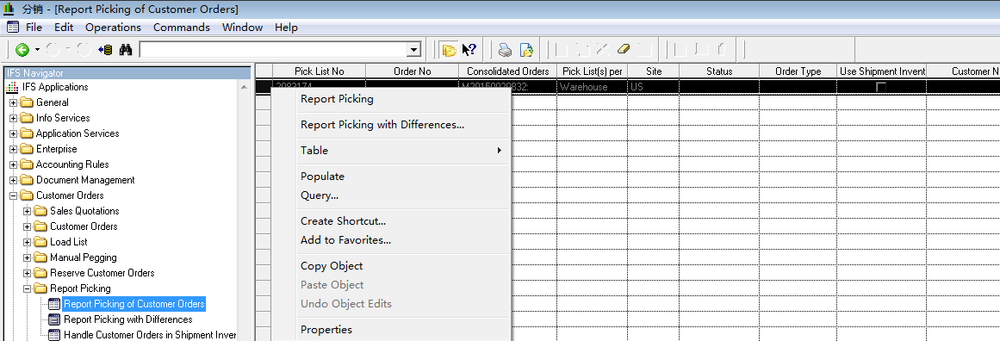 分销 - [Report Picking of Customer Orders]
File Edit Operations Commands Window Help
IFS Navigator
IFS Applications
General
Info Services
Application Services
Enterprise
Accounting Rules
Document Management
Customer Orders
Sales Quotations
Customer Orders
Load List
Manual Pegging
Reserve Customer Orders
Report Picking
Report Picking of Customer Orders
Report Picking with Differences
Handle Customer Orders in Shipment Inver
Pick List No Order No Consolidated Orders Pick List(s) per Site Status Order Type Use Shipment Invent Customer N
Warehouse US
Report Picking
Report Picking with Differences...
Table
Populate
Query...
Create Shortcut...
Add to Favorites...
Copy Object
Paste Object
Undo Object Edits
Properties